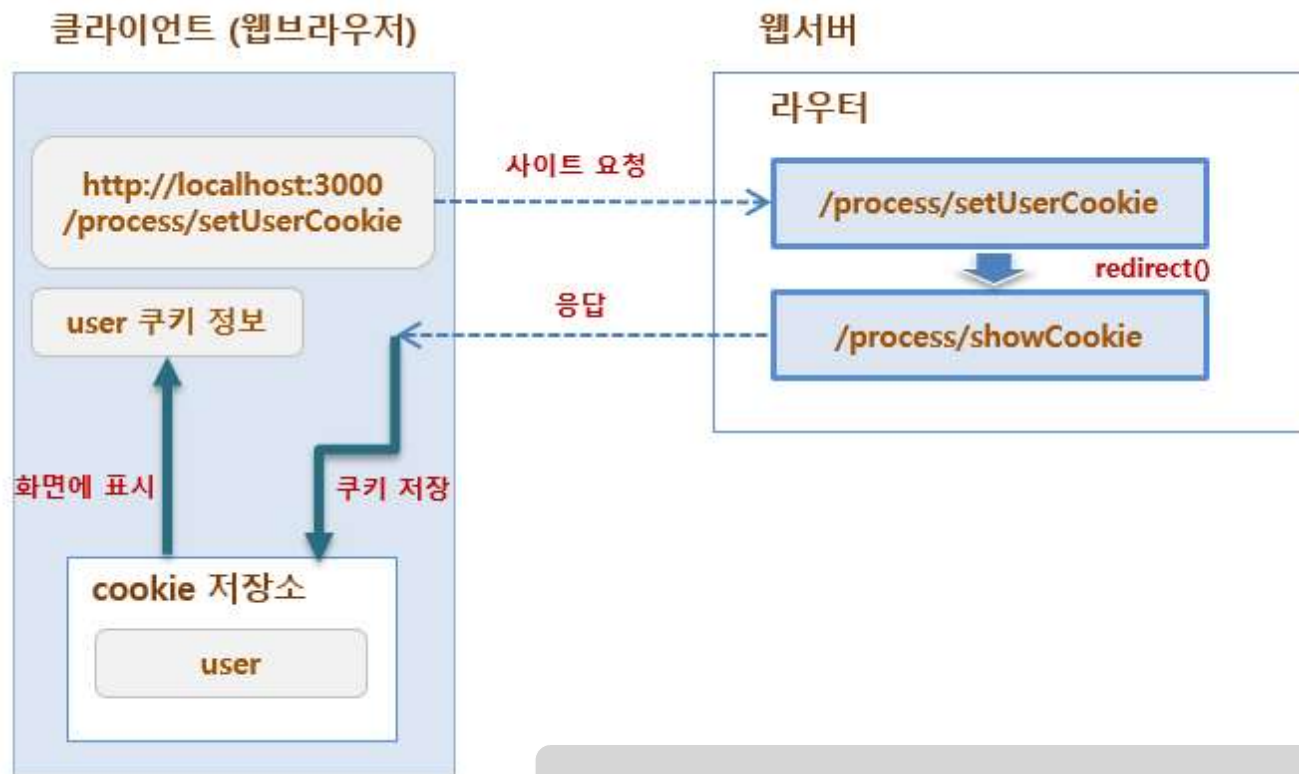 클라이언트 (웹브라우저)
웹서버
라우터
http://localhost:3000
/process/setUserCookie
사이트 요청
/process/setUserCookie
redirect()
user 쿠키 정보
응답
/process/showCookie
화면에 표시
쿠키 저장
cookie 저장소
user